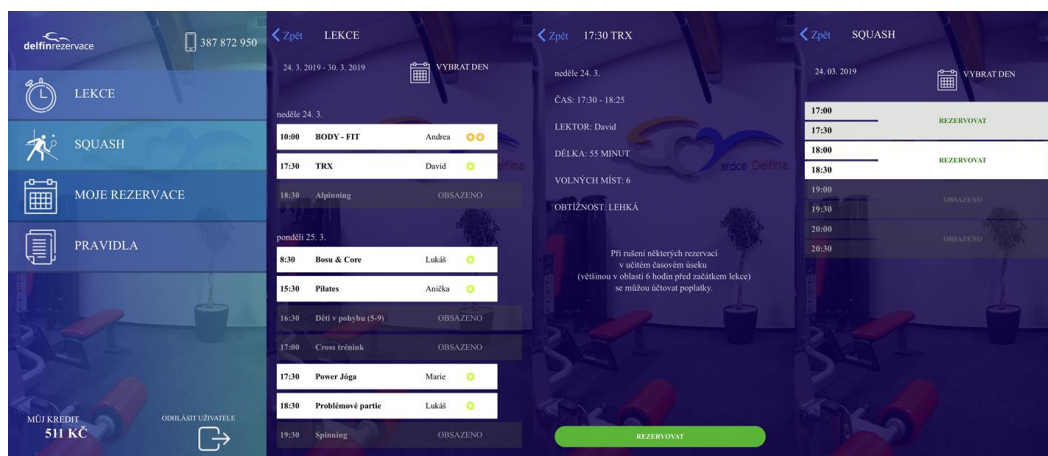 delfínrezervace
387 872 950
LEKCE
SQUASH
MOJE REZERVACE
PRAVIDLA
MŮJ KREDIT
511 KČ
ODHLÁSIT UŽIVATELE
Zpět LEKCE
24. 3. 2019 - 30. 3. 2019 VYBRAT DEN
neděle 24. 3.
10:00 BODY - FIT Andrea
17:30 TRX David
18:30 Alpinning OBSAZENO
pondělí 25. 3.
8:30 Bosu & Core Lukáš
15:30 Pilates Anička
16:30 Děti v pohybu (5-9) OBSAZENO
17:00 Cross trénink OBSAZENO
17:30 Power Jóga Marie
18:30 Problémové partie Lukáš
19:30 Spinning OBSAZENO
Zpět 17:30 TRX
neděle 24. 3.
ČAS: 17:30 - 18:25
LEKTOR: David
DÉLKA: 55 MINUT
VOLNÝCH MÍST: 6
OBTÍŽNOST: LEHKÁ
srdce Delfína
Při rušení některých rezervací
v učitém časovém úseku
(většinou v oblasti 6 hodin před začátkem lekce)
se můžou účtovat poplatky.
REZERVOVAT
Zpět SQUASH
24. 03. 2019 VYBRAT DEN
17:00
REZERVOVAT
17:30
18:00
REZERVOVAT
18:30
19:00
OBSAZENO
19:30
20:00
OBSAZENO
20:30